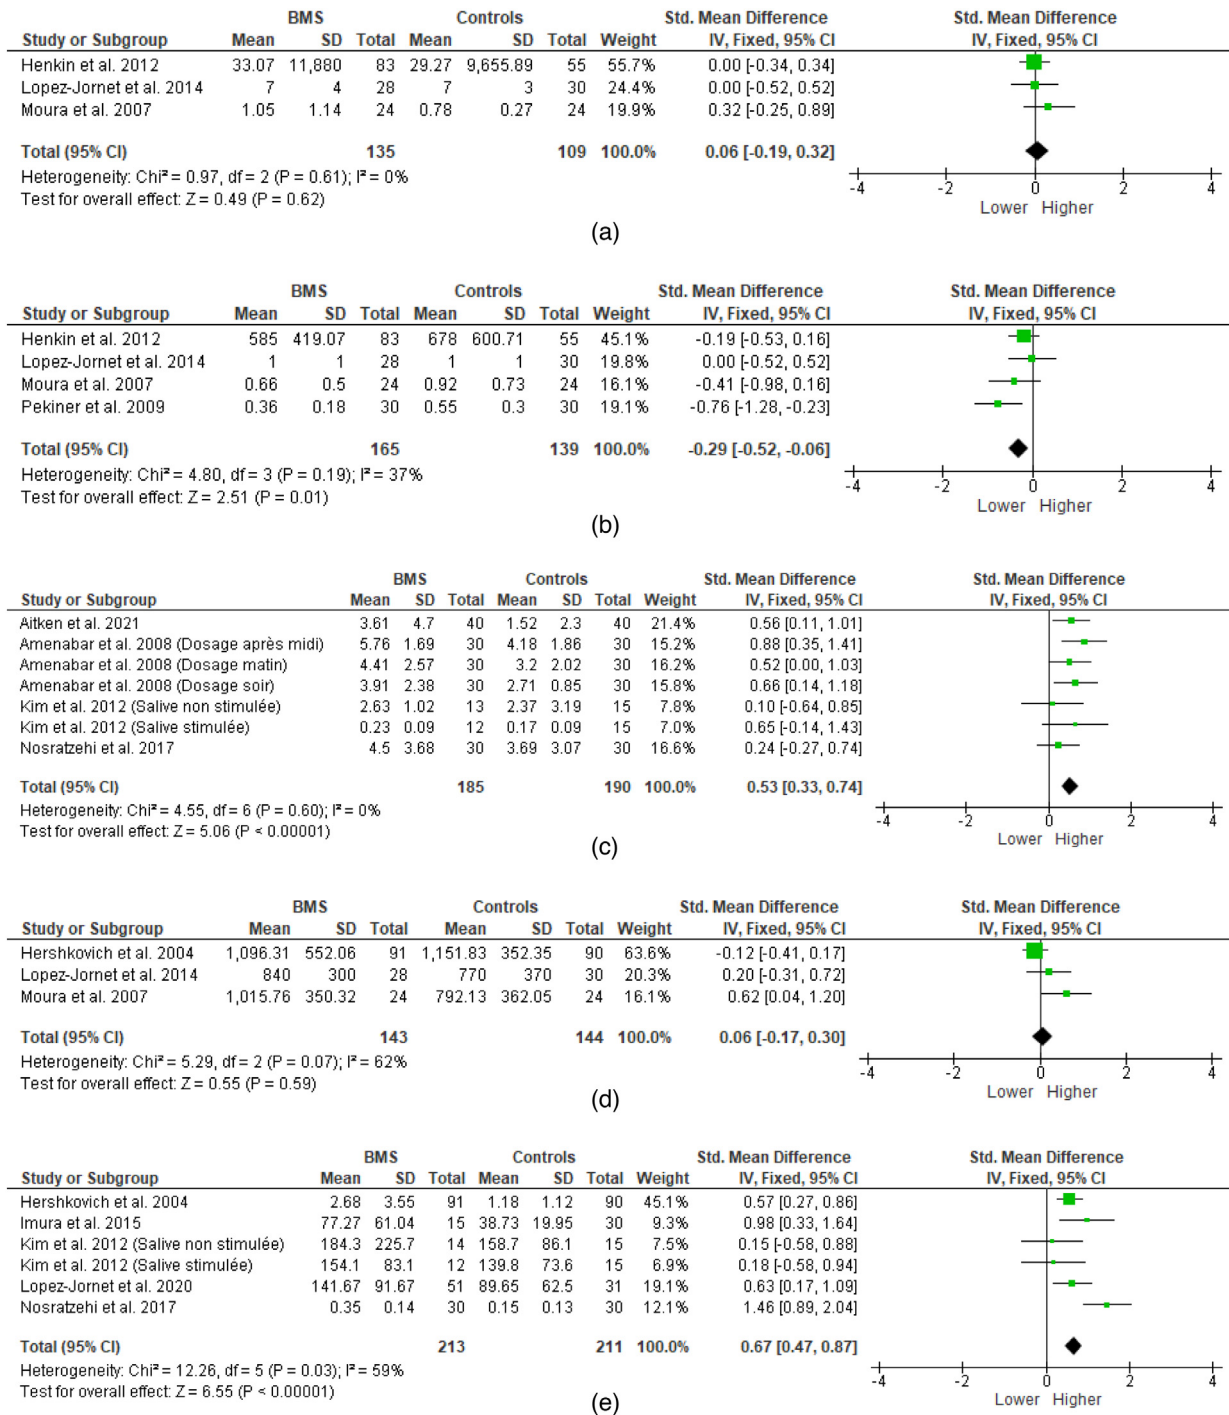 BMS Controls Std. Mean Difference Std. Mean Difference
Study or Subgroup Mean SD Total Mean SD Total Weight IV, Fixed, 95% CI IV, Fixed, 95% CI
Henkin et al. 2012 33.07 11,880 83 29.27 9,655.89 55 55.7% 0.00 [-0.34, 0.34]
Lopez-Jornet et al. 2014 7 4 28 7 3 30 24.4% 0.00 [-0.52, 0.52]
Moura et al. 2007 1.05 1.14 24 0.78 0.27 24 19.9% 0.32 [-0.25, 0.89]
Total (95% CI) 135 109 100.0% 0.06 [-0.19, 0.32]
Heterogeneity: Chi² = 0.97, df = 2 (P = 0.61); I² = 0%
Test for overall effect: Z = 0.49 (P = 0.62)
-4 -2 0 2 4
Lower Higher
(a)
BMS Controls Std. Mean Difference Std. Mean Difference
Study or Subgroup Mean SD Total Mean SD Total Weight IV, Fixed, 95% CI IV, Fixed, 95% CI
Henkin et al. 2012 585 419.07 83 678 600.71 55 45.1% -0.19 [-0.53, 0.16]
Lopez-Jornet et al. 2014 1 1 28 1 1 30 19.8% 0.00 [-0.52, 0.52]
Moura et al. 2007 0.66 0.5 24 0.92 0.73 24 16.1% -0.41 [-0.98, 0.16]
Pekiner et al. 2009 0.36 0.18 30 0.55 0.3 30 19.1% -0.76 [-1.28, -0.23]
Total (95% CI) 165 139 100.0% -0.29 [-0.52, -0.06]
Heterogeneity: Chi² = 4.80, df = 3 (P = 0.19); I² = 37%
Test for overall effect: Z = 2.51 (P = 0.01)
-4 -2 0 2 4
Lower Higher
(b)
BMS Controls Std. Mean Difference Std. Mean Difference
Study or Subgroup Mean SD Total Mean SD Total Weight IV, Fixed, 95% CI IV, Fixed, 95% CI
Aitken et al. 2021 3.61 4.7 40 1.52 2.3 40 21.4% 0.56 [0.11, 1.01]
Amenabar et al. 2008 (Dosage après midi) 5.76 1.69 30 4.18 1.86 30 15.2% 0.88 [0.35, 1.41]
Amenabar et al. 2008 (Dosage matin) 4.41 2.57 30 3.2 2.02 30 16.2% 0.52 [0.00, 1.03]
Amenabar et al. 2008 (Dosage soir) 3.91 2.38 30 2.71 0.85 30 15.8% 0.66 [0.14, 1.18]
Kim et al. 2012 (Salive non stimulée) 2.63 1.02 13 2.37 3.19 15 7.8% 0.10 [-0.64, 0.85]
Kim et al. 2012 (Salive stimulée) 0.23 0.09 12 0.17 0.09 15 7.0% 0.65 [-0.14, 1.43]
Nosratzehi et al. 2017 4.5 3.68 30 3.69 3.07 30 16.6% 0.24 [-0.27, 0.74]
Total (95% CI) 185 190 100.0% 0.53 [0.33, 0.74]
Heterogeneity: Chi² = 4.55, df = 6 (P = 0.60); I² = 0%
Test for overall effect: Z = 5.06 (P < 0.00001)
-4 -2 0 2 4
Lower Higher
(c)
BMS Controls Std. Mean Difference Std. Mean Difference
Study or Subgroup Mean SD Total Mean SD Total Weight IV, Fixed, 95% CI IV, Fixed, 95% CI
Hershkovich et al. 2004 1,096.31 552.06 91 1,151.83 352.35 90 63.6% -0.12 [-0.41, 0.17]
Lopez-Jornet et al. 2014 840 300 28 770 370 30 20.3% 0.20 [-0.31, 0.72]
Moura et al. 2007 1,015.76 350.32 24 792.13 362.05 24 16.1% 0.62 [0.04, 1.20]
Total (95% CI) 143 144 100.0% 0.06 [-0.17, 0.30]
Heterogeneity: Chi² = 5.29, df = 2 (P = 0.07); I² = 62%
Test for overall effect: Z = 0.55 (P = 0.59)
-4 -2 0 2 4
Lower Higher
(d)
BMS Controls Std. Mean Difference Std. Mean Difference
Study or Subgroup Mean SD Total Mean SD Total Weight IV, Fixed, 95% CI IV, Fixed, 95% CI
Hershkovich et al. 2004 2.68 3.55 91 1.18 1.12 90 45.1% 0.57 [0.27, 0.86]
Imura et al. 2015 77.27 61.04 15 38.73 19.95 30 9.3% 0.98 [0.33, 1.64]
Kim et al. 2012 (Salive non stimulée) 184.3 225.7 14 158.7 86.1 15 7.5% 0.15 [-0.58, 0.88]
Kim et al. 2012 (Salive stimulée) 154.1 83.1 12 139.8 73.6 15 6.9% 0.18 [-0.58, 0.94]
Lopez-Jornet et al. 2020 141.67 91.67 51 89.65 62.5 31 19.1% 0.63 [0.17, 1.09]
Nosratzehi et al. 2017 0.35 0.14 30 0.15 0.13 30 12.1% 1.46 [0.89, 2.04]
Total (95% CI) 213 211 100.0% 0.67 [0.47, 0.87]
Heterogeneity: Chi² = 12.26, df = 5 (P = 0.03); I² = 59%
Test for overall effect: Z = 6.55 (P < 0.00001)
-4 -2 0 2 4
Lower Higher
(e)